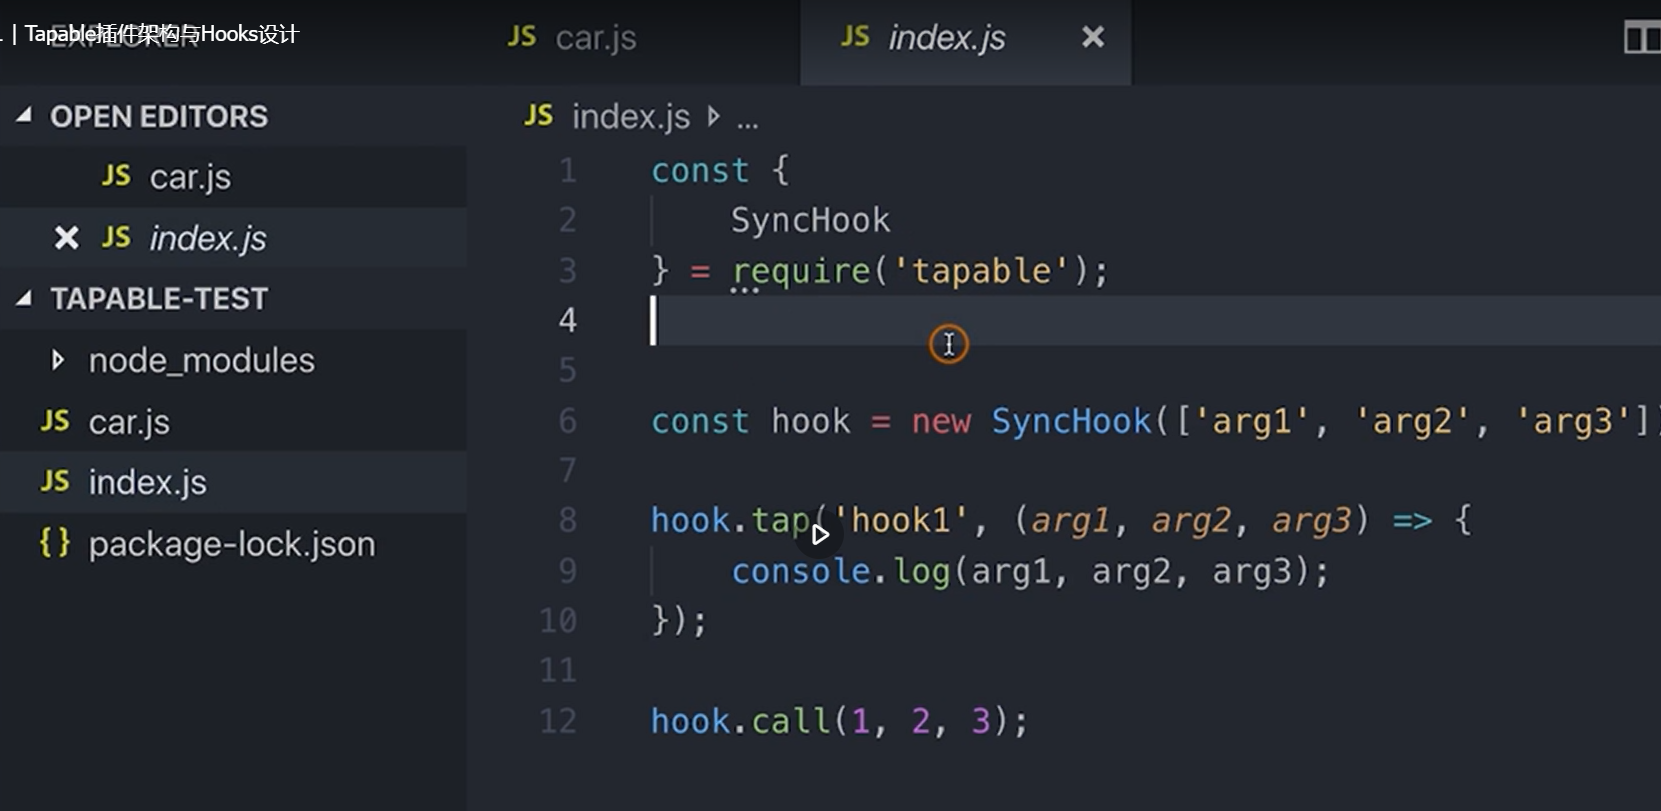 | Tapable插件架构与Hooks设计
EXPLORER
JS car.js
JS index.js
OPEN EDITORS
JS car.js
JS index.js
TAPABLE-TEST
node_modules
JS car.js
JS index.js
{} package-lock.json
JS index.js ...
1 const {
2 SyncHook
3 } = require('tapable');
4
5
6 const hook = new SyncHook(['arg1', 'arg2', 'arg3'])
7
8 hook.tap('hook1', (arg1, arg2, arg3) => {
9 console.log(arg1, arg2, arg3);
10 });
11
12 hook.call(1, 2, 3);